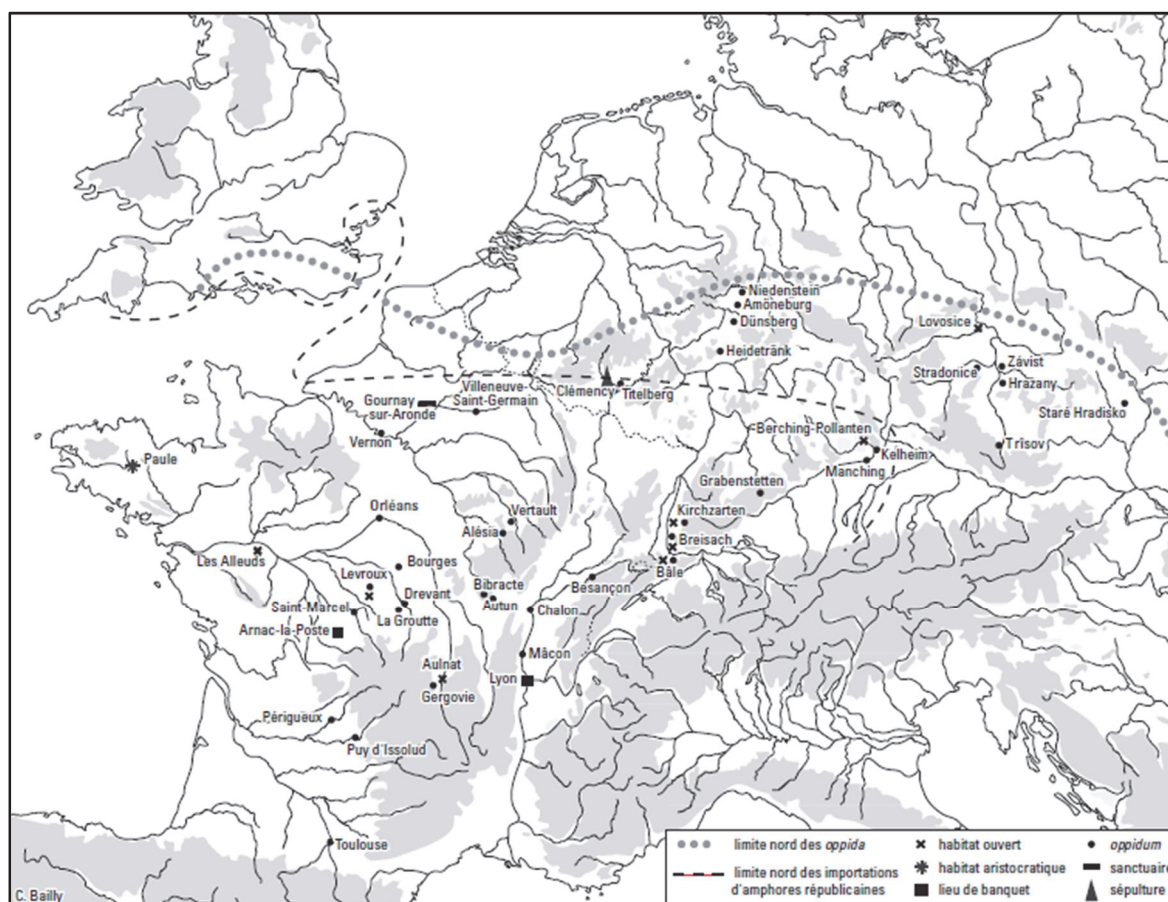 Niedenstein
Amöneburg
Dünsberg
Lovosice
Heidetränk
Závist
Stradonice
Hrazany
Villeneuve-
Saint-Germain
Clémency
Titelberg
Gournay
sur-Aronde
Staré Hradisko
Vernon
Berching-Pollanten
Třísov
Kelheim
Paule
Manching
Grabenstetten
Orléans
Vertault
Kirchzarten
Alésia
Breisach
Les Alleuds
Bourges
Bâle
Levroux
Bibracte
Besançon
Drevant
Autun
Saint-Marcel
Chalon
La Groutte
Arnac-la-Poste
Mâcon
Aulnat
Lyon
Gergovie
Périgueux
Puy d'Issolud
Toulouse
limite nord des oppida
habitat ouvert
oppidum
limite nord des importations
d'amphores républicaines
habitat aristocratique
sanctuaire
lieu de banquet
sépulture
C. Bailly